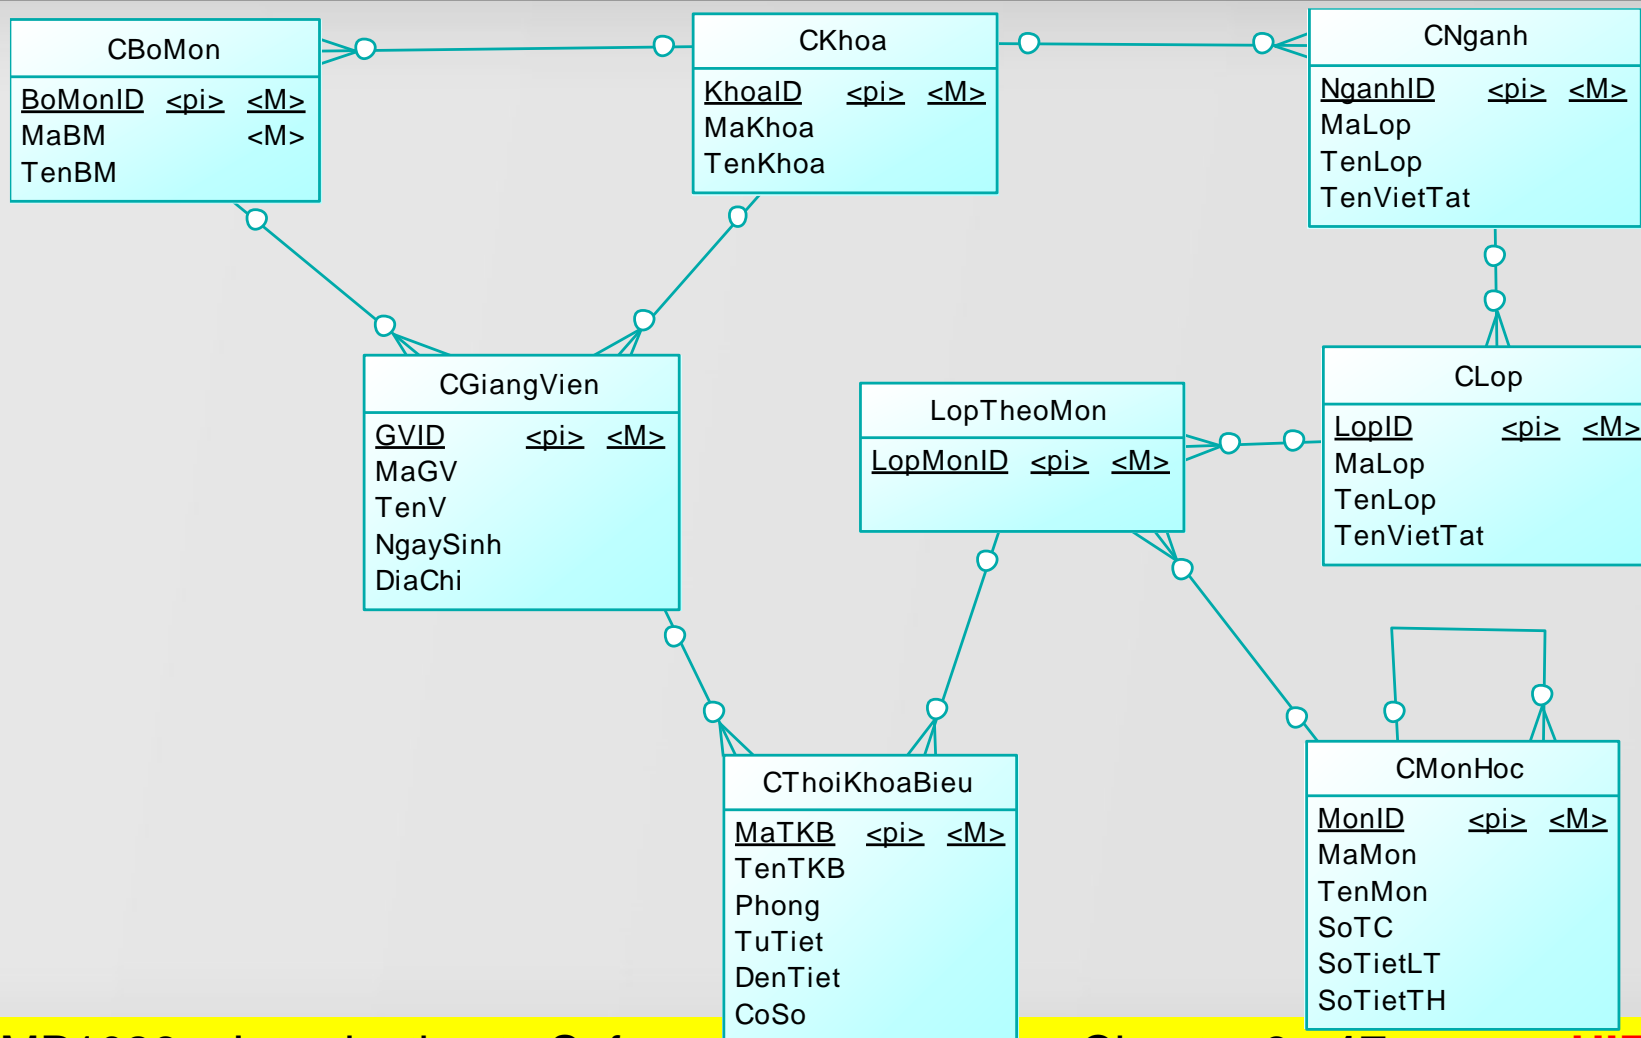 CBoMon
BoMonID <pi> <M>
MaBM <M>
TenBM
CKhoa
KhoaID <pi> <M>
MaKhoa
TenKhoa
CNganh
NganhID <pi> <M>
MaLop
TenLop
TenVietTat
CGiangVien
GVID <pi> <M>
MaGV
TenV
NgaySinh
DiaChi
LopTheoMon
LopMonID <pi> <M>
CLop
LopID <pi> <M>
MaLop
TenLop
TenVietTat
CThoiKhoaBieu
MaTKB <pi> <M>
TenTKB
Phong
TuTiet
DenTiet
CoSo
CMonHoc
MonID <pi> <M>
MaMon
TenMon
SoTC
SoTietLT
SoTietTH